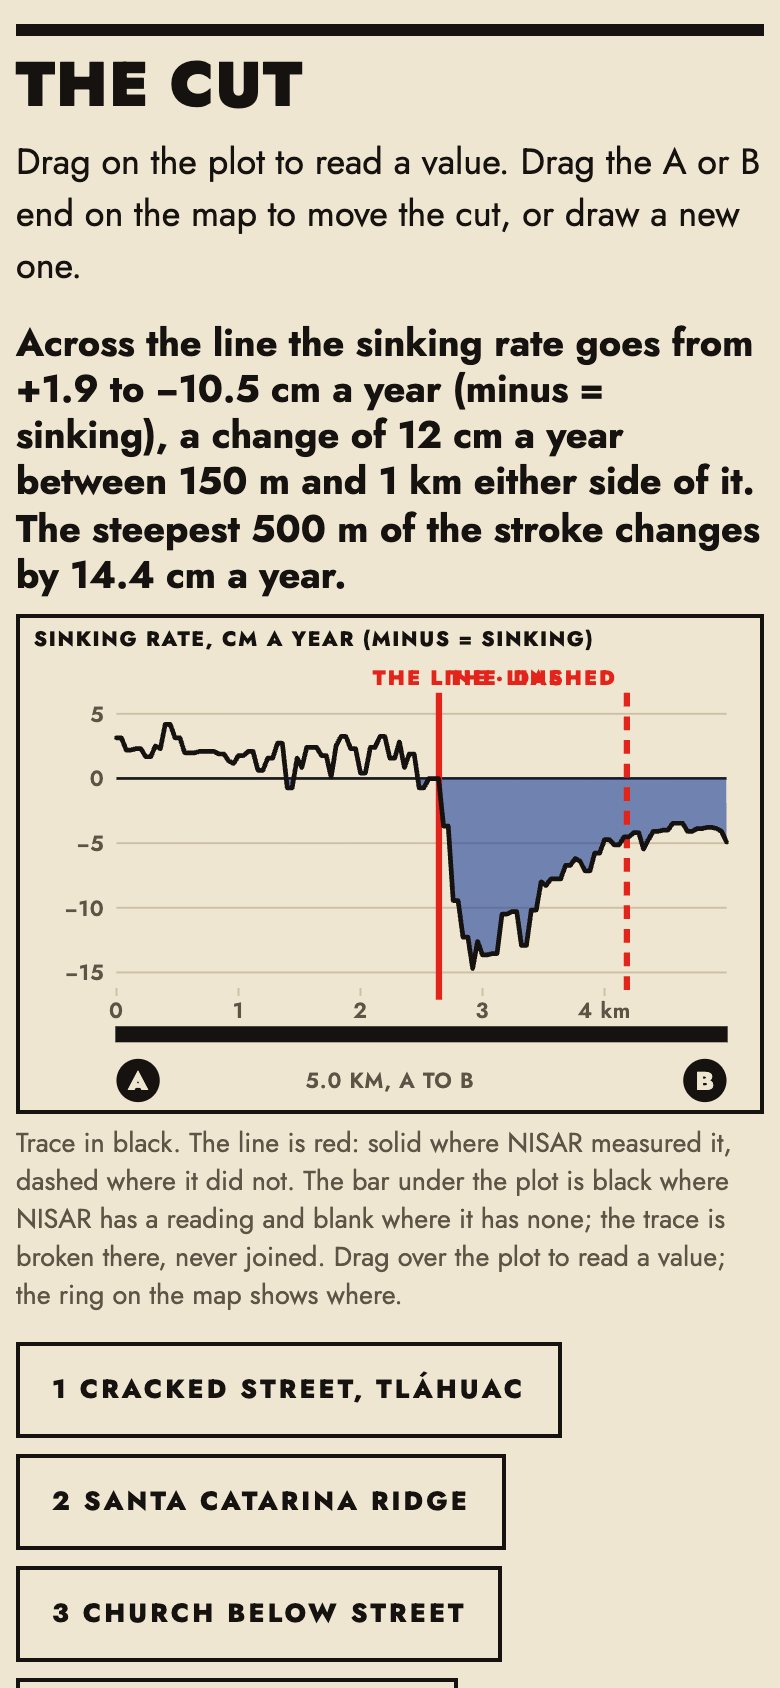 THE CUT
Drag on the plot to read a value. Drag the A or B
end on the map to move the cut, or draw a new
one.
Across the line the sinking rate goes from
+1.9 to −10.5 cm a year (minus =
sinking), a change of 12 cm a year
between 150 m and 1 km either side of it.
The steepest 500 m of the stroke changes
by 14.4 cm a year.
SINKING RATE, CM A YEAR (MINUS = SINKING)
THE LINE · DASHED
5
0
−5
−10
−15
0 1 2 3 4 km
A 5.0 KM, A TO B B
Trace in black. The line is red: solid where NISAR measured it,
dashed where it did not. The bar under the plot is black where
NISAR has a reading and blank where it has none; the trace is
broken there, never joined. Drag over the plot to read a value;
the ring on the map shows where.
1 CRACKED STREET, TLÁHUAC
2 SANTA CATARINA RIDGE
3 CHURCH BELOW STREET